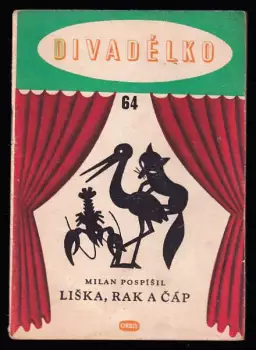 DIVADÉLKO
64
MILAN POSPÍŠIL
LIŠKA, RAK A ČÁP
ORBIS